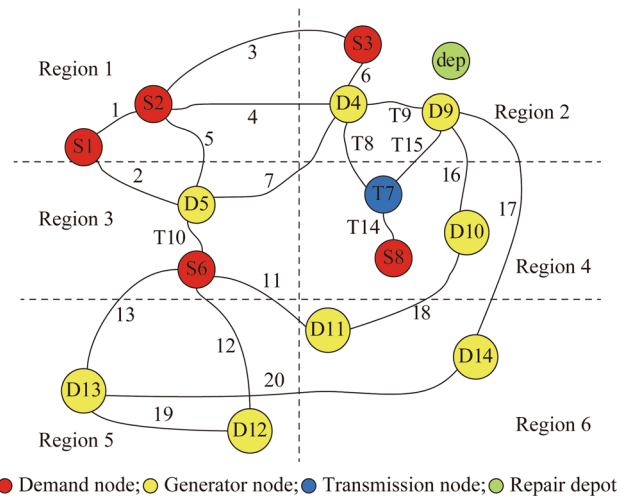 S3
3
dep
Region 1
6
S2
D4
D9
1
4
T9
Region 2
S1
5
T8
T15
2
7
16
Region 3
D5
T7
17
T10
T14
D10
S6
S8
Region 4
11
13
18
D11
12
D14
20
D13
19
D12
Region 5
Region 6
Demand node; Generator node; Transmission node; Repair depot